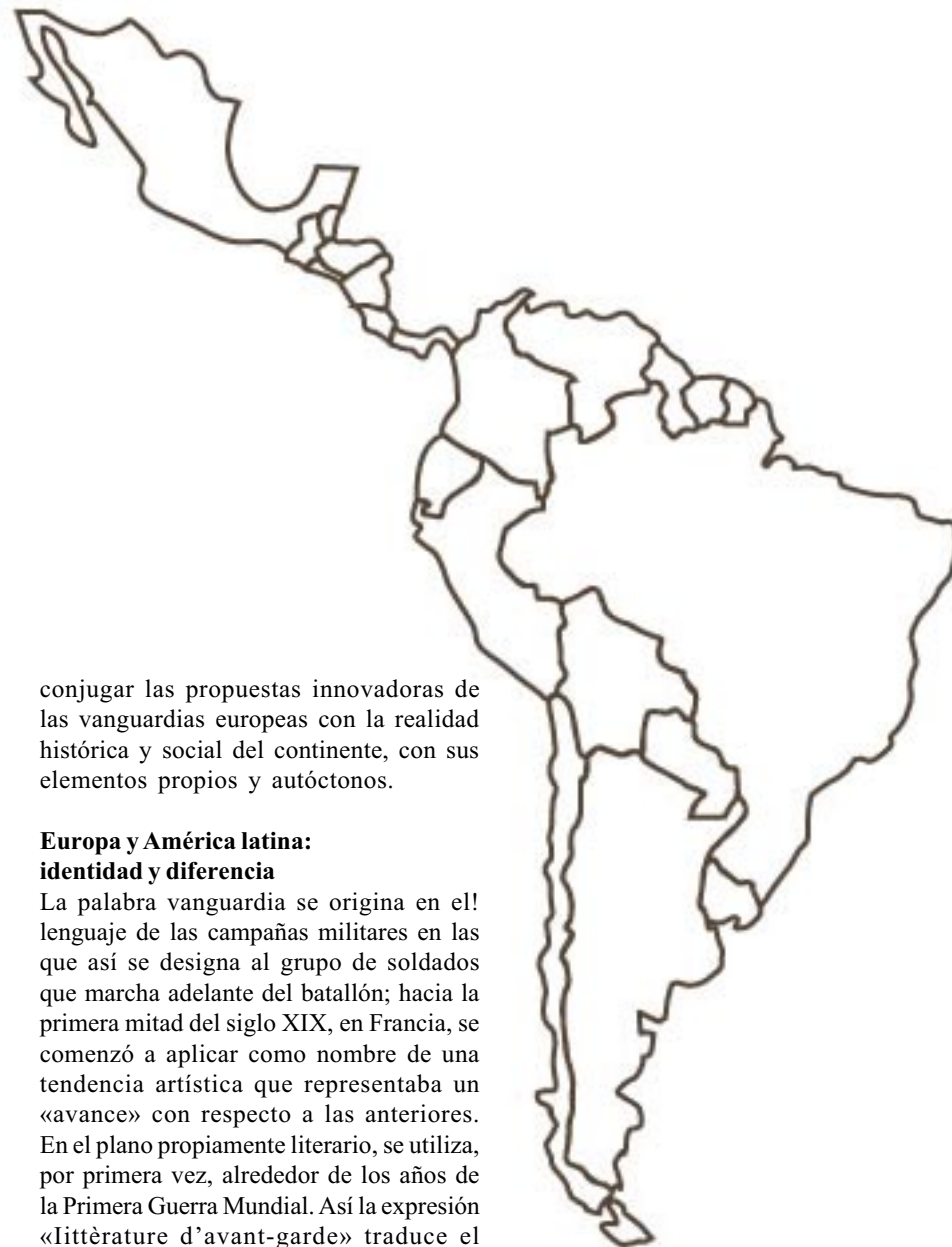 conjugar las propuestas innovadoras de
las vanguardias europeas con la realidad
histórica y social del continente, con sus
elementos propios y autóctonos.
Europa y América latina:
identidad y diferencia
La palabra vanguardia se origina en el!
lenguaje de las campañas militares en las
que así se designa al grupo de soldados
que marcha adelante del batallón; hacia la
primera mitad del siglo XIX, en Francia, se
comenzó a aplicar como nombre de una
tendencia artística que representaba un
«avance» con respecto a las anteriores.
En el plano propiamente literario, se utiliza,
por primera vez, alrededor de los años de
la Primera Guerra Mundial. Así la expresión
«Iittèrature d'avant-garde» traduce el